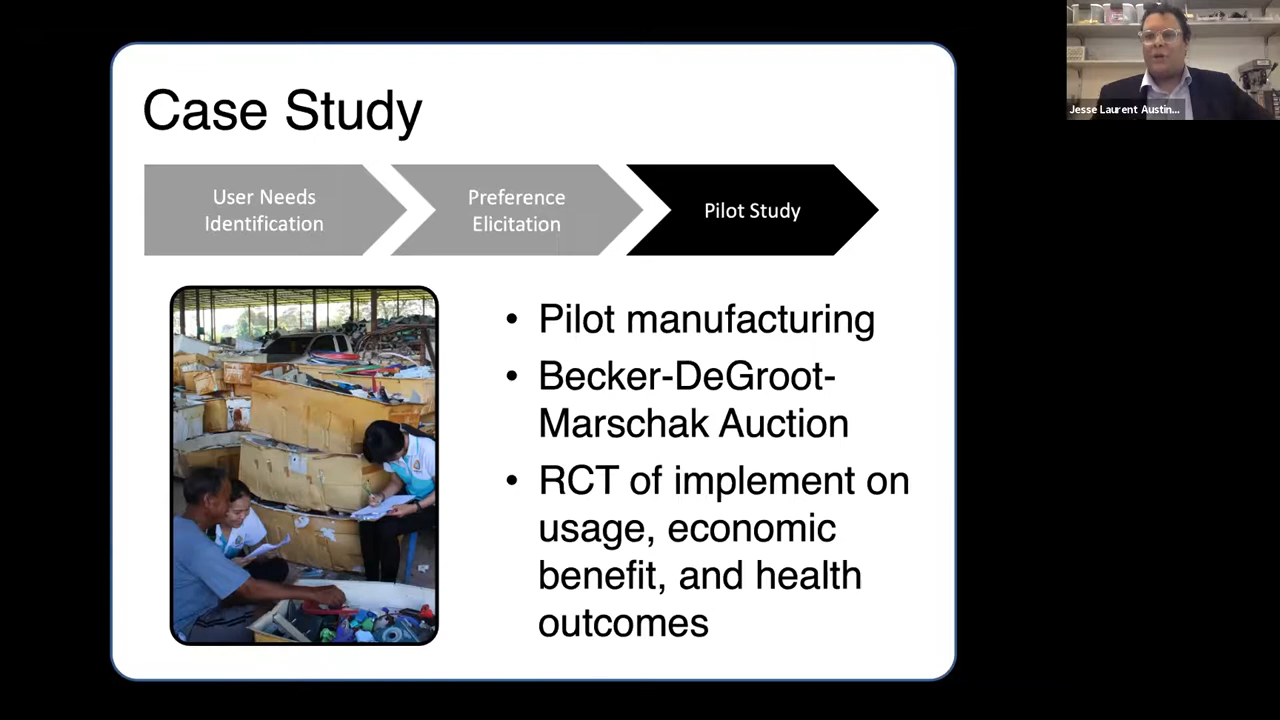 Case Study
User Needs
Identification
Preference
Elicitation
Pilot Study
• Pilot manufacturing
• Becker-DeGroot-
Marschak Auction
• RCT of implement on
usage, economic
benefit, and health
outcomes
Jesse Laurent Austin...